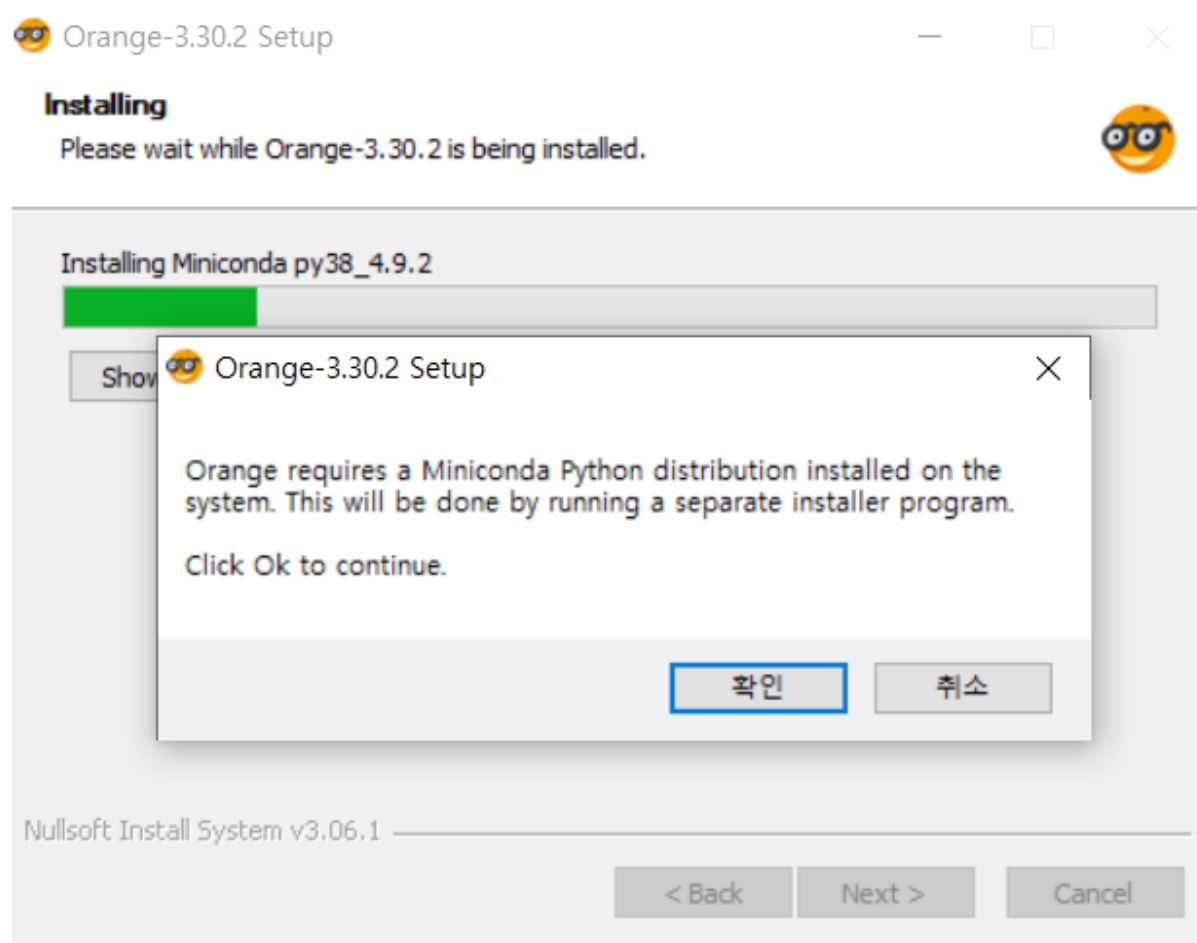 Orange-3.30.2 Setup
Installing
Please wait while Orange-3.30.2 is being installed.
Installing Miniconda py38_4.9.2
Show
Orange-3.30.2 Setup
Orange requires a Miniconda Python distribution installed on the
system. This will be done by running a separate installer program.
Click Ok to continue.
확인 취소
Nullsoft Install System v3.06.1
< Back Next > Cancel